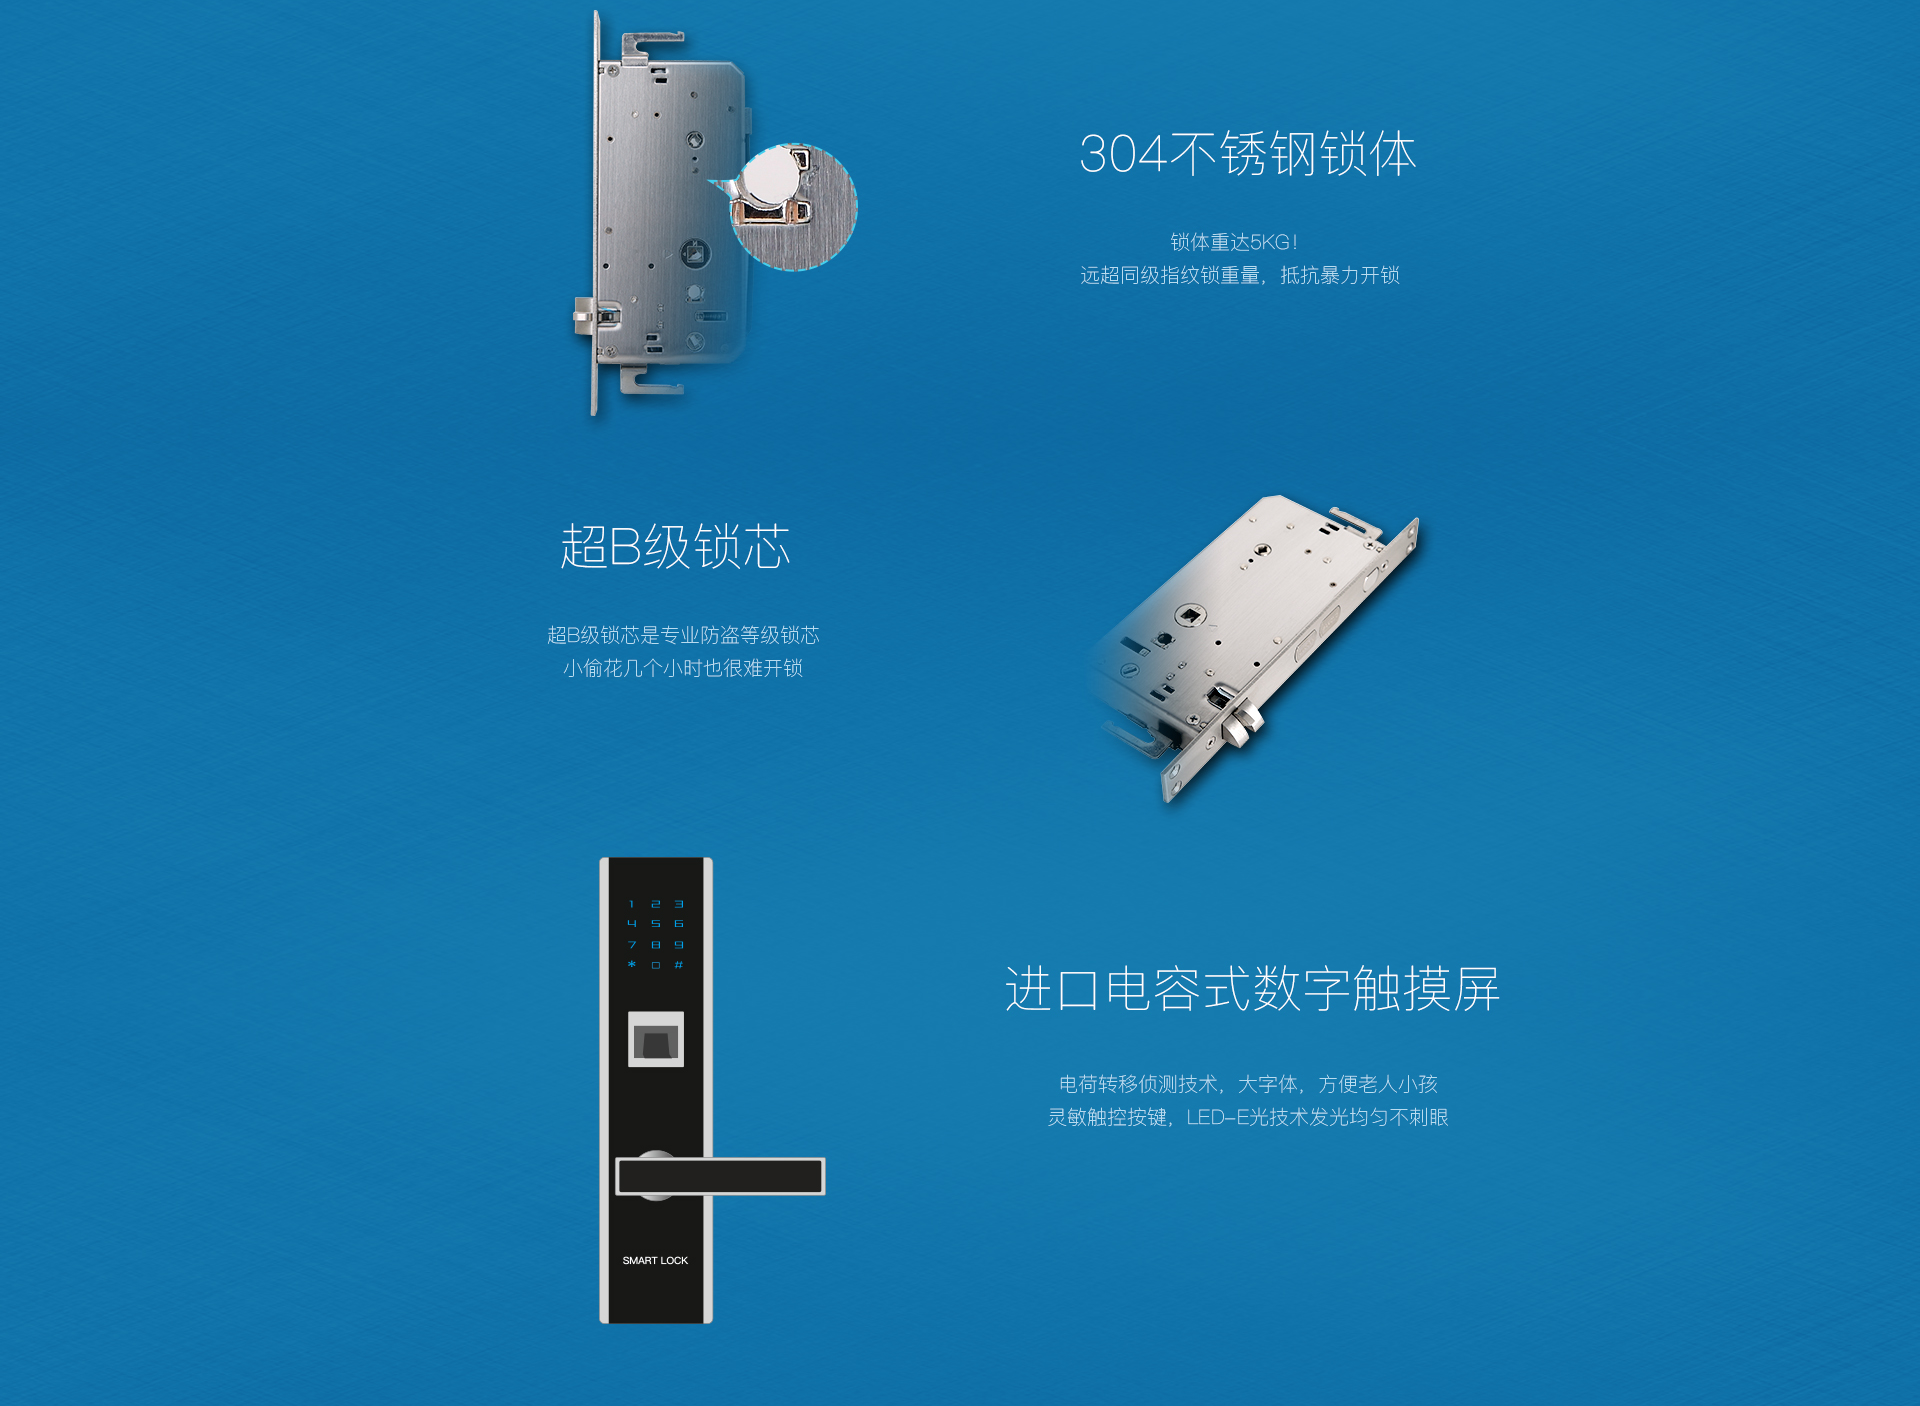 304不锈钢锁体
锁体重达5KG!
远超同级指纹锁重量，抵抗暴力开锁
超B级锁芯
超B级锁芯是专业防盗等级锁芯
小偷花几个小时也很难开锁
1 2 3
4 5 6
7 8 9
* 0 #
SMART LOCK
进口电容式数字触摸屏
电荷转移侦测技术，大字体，方便老人小孩
灵敏触控按键，LED-E光技术发光均匀不刺眼